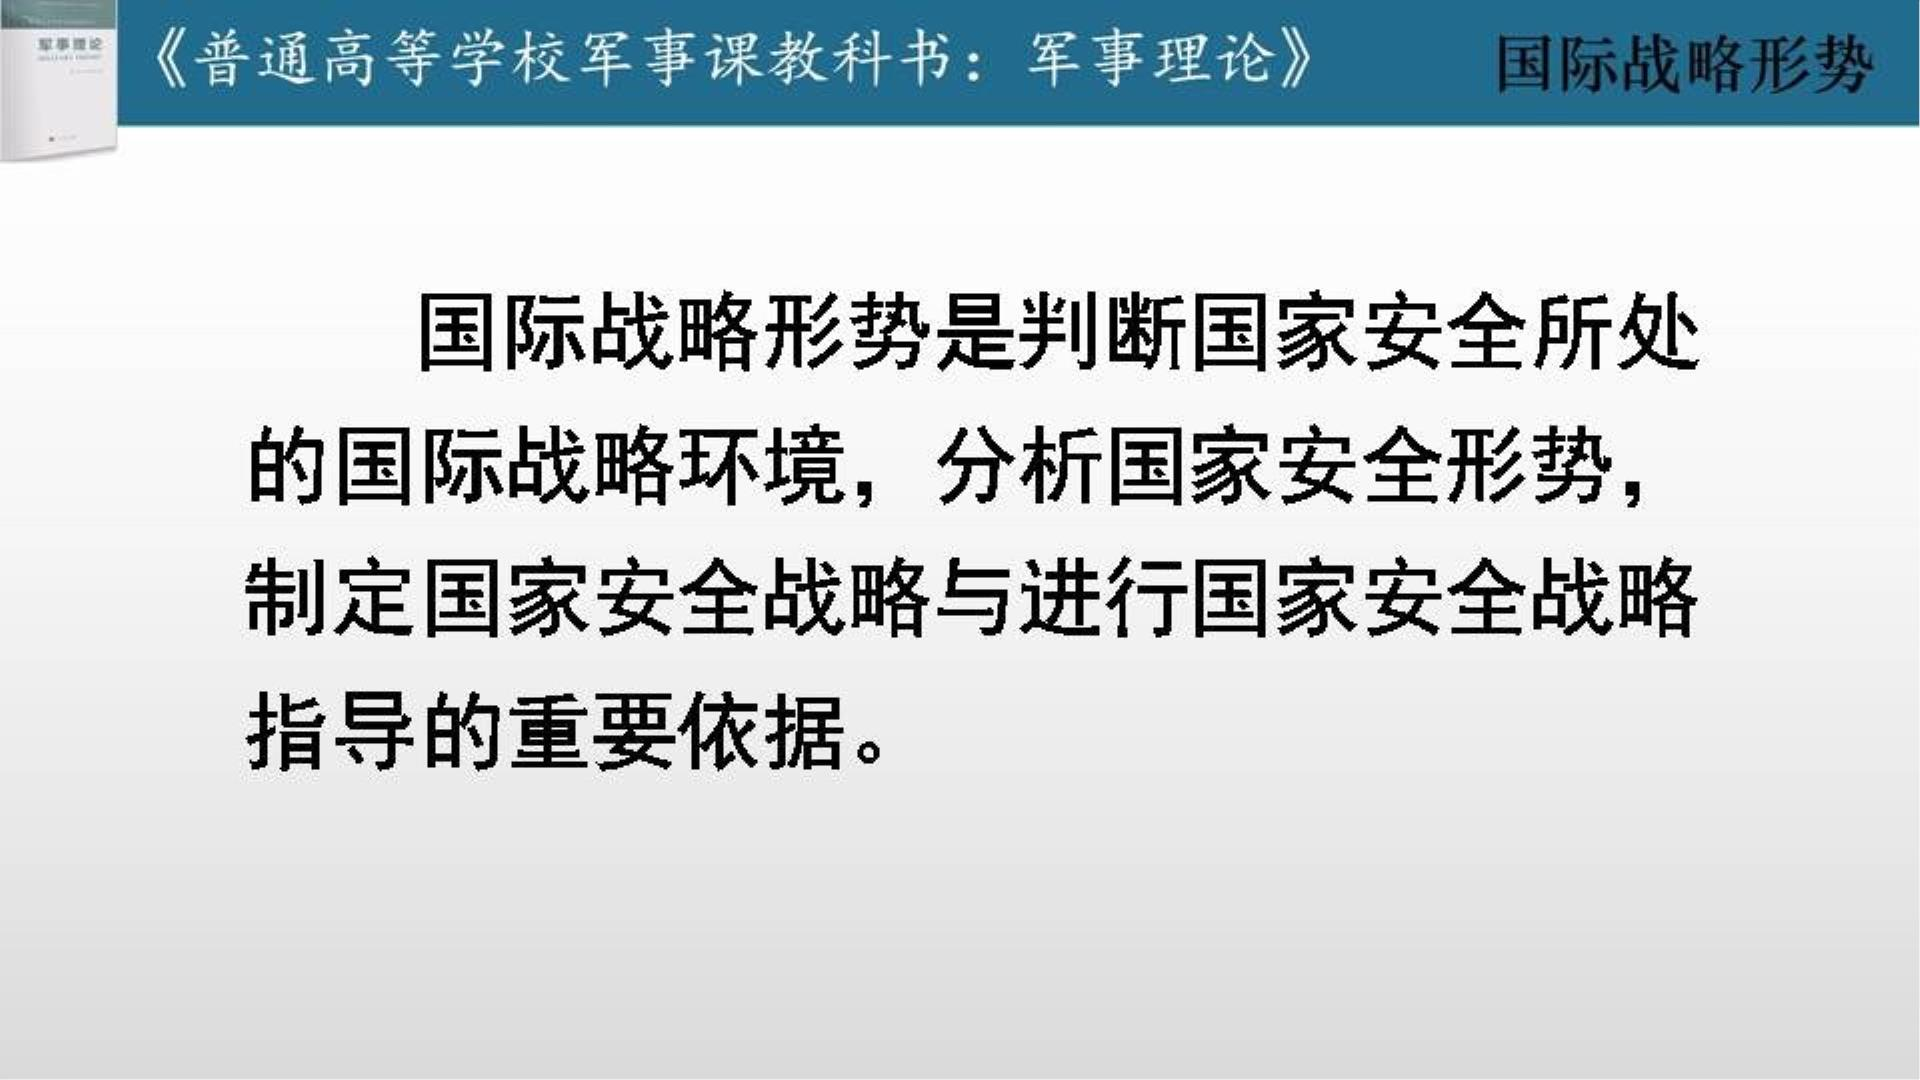 军事理论
《普通高等学校军事课教科书：军事理论》
国际战略形势
国际战略形势是判断国家安全所处
的国际战略环境，分析国家安全形势，
制定国家安全战略与进行国家安全战略
指导的重要依据。